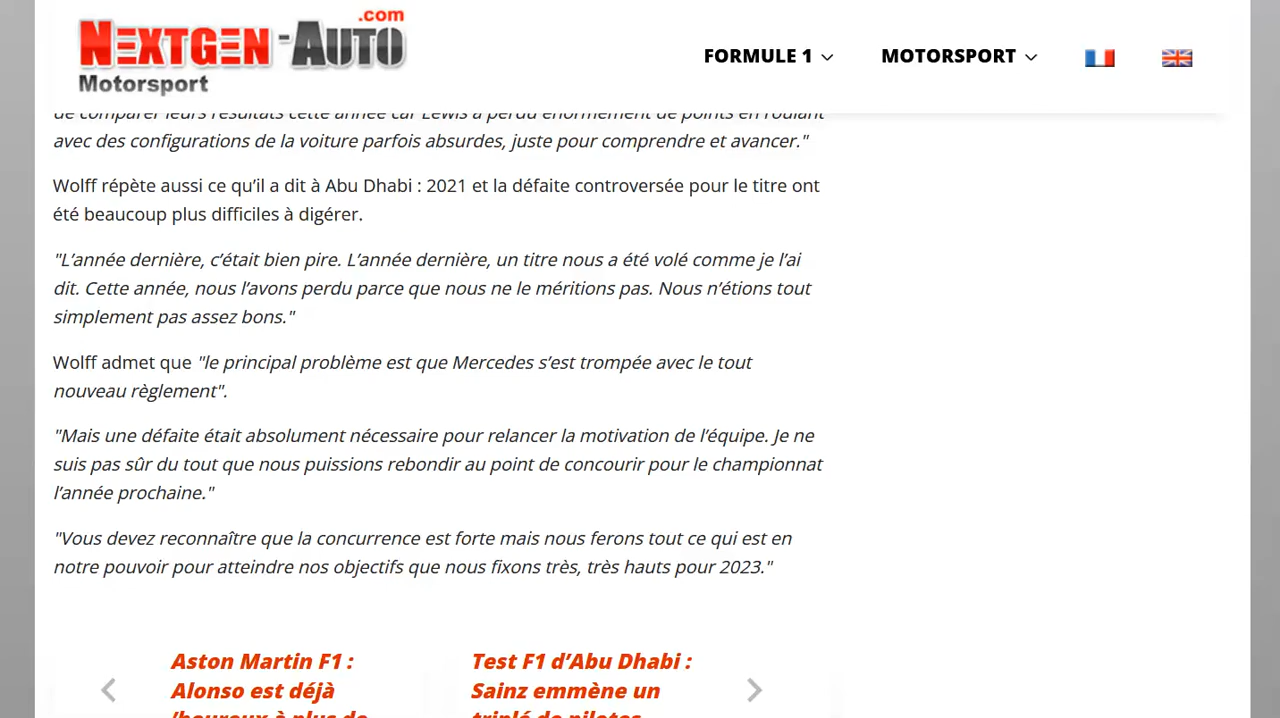 NEXTGEN-AUTO.com
Motorsport
FORMULE 1
MOTORSPORT
de comparer leurs résultats cette année car Lewis a perdu énormément de points en roulant
avec des configurations de la voiture parfois absurdes, juste pour comprendre et avancer."
Wolff répète aussi ce qu’il a dit à Abu Dhabi : 2021 et la défaite controversée pour le titre ont
été beaucoup plus difficiles à digérer.
"L’année dernière, c’était bien pire. L’année dernière, un titre nous a été volé comme je l’ai
dit. Cette année, nous l’avons perdu parce que nous ne le méritions pas. Nous n’étions tout
simplement pas assez bons."
Wolff admet que "le principal problème est que Mercedes s’est trompée avec le tout
nouveau règlement".
"Mais une défaite était absolument nécessaire pour relancer la motivation de l’équipe. Je ne
suis pas sûr du tout que nous puissions rebondir au point de concourir pour le championnat
l’année prochaine."
"Vous devez reconnaître que la concurrence est forte mais nous ferons tout ce qui est en
notre pouvoir pour atteindre nos objectifs que nous fixons très, très hauts pour 2023."
Aston Martin F1 :
Alonso est déjà
’heureux à plus de
Test F1 d’Abu Dhabi :
Sainz emmène un
triplé de pilotes